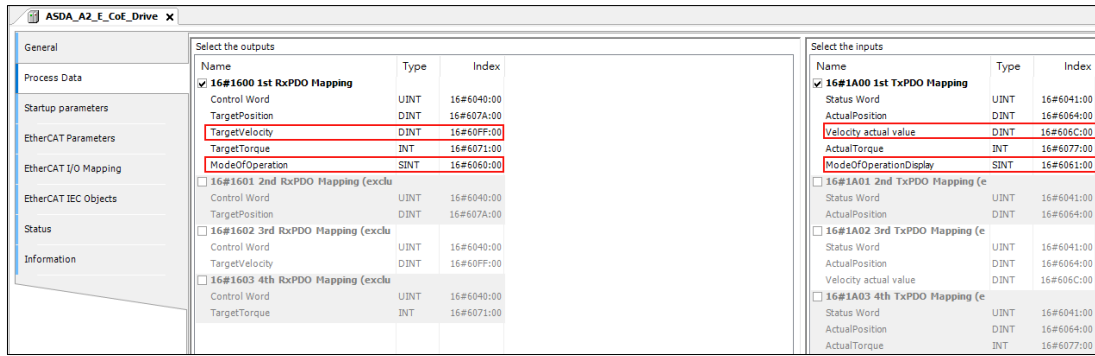 ASDA_A2_E_CoE_Drive X
General
Process Data
Startup parameters
EtherCAT Parameters
EtherCAT I/O Mapping
EtherCAT IEC Objects
Status
Information
Select the outputs
Name Type Index
16#1600 1st RxPDO Mapping
Control Word UINT 16#6040:00
TargetPosition DINT 16#607A:00
TargetVelocity DINT 16#60FF:00
TargetTorque INT 16#6071:00
ModeOfOperation SINT 16#6060:00
16#1601 2nd RxPDO Mapping (exclu
Control Word UINT 16#6040:00
TargetPosition DINT 16#607A:00
16#1602 3rd RxPDO Mapping (exclu
Control Word UINT 16#6040:00
TargetVelocity DINT 16#60FF:00
16#1603 4th RxPDO Mapping (exclu
Control Word UINT 16#6040:00
TargetTorque INT 16#6071:00
Select the inputs
Name Type Index
16#1A00 1st TxPDO Mapping
Status Word UINT 16#6041:00
ActualPosition DINT 16#6064:00
Velocity actual value DINT 16#606C:00
ActualTorque INT 16#6077:00
ModeOfOperationDisplay SINT 16#6061:00
16#1A01 2nd TxPDO Mapping (e
Status Word UINT 16#6041:00
ActualPosition DINT 16#6064:00
16#1A02 3rd TxPDO Mapping (e
Status Word UINT 16#6041:00
ActualPosition DINT 16#6064:00
Velocity actual value DINT 16#606C:00
16#1A03 4th TxPDO Mapping (e
Status Word UINT 16#6041:00
ActualPosition DINT 16#6064:00
ActualTorque INT 16#6077:00